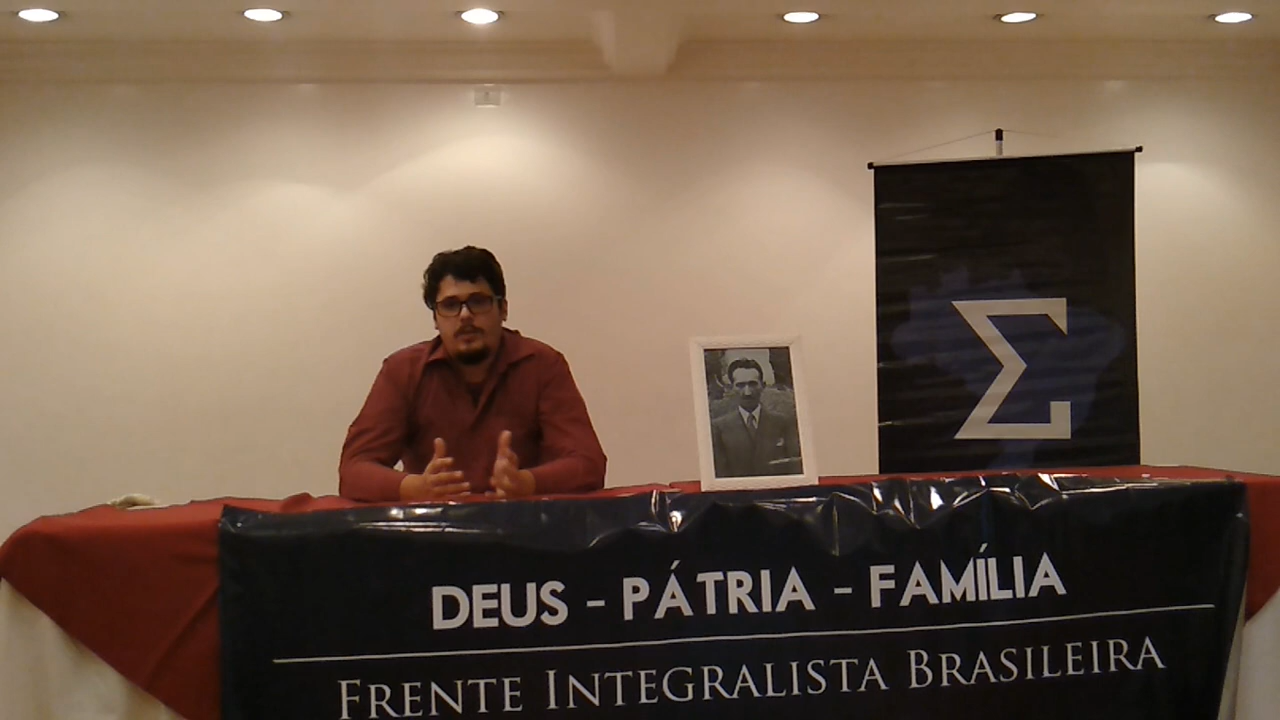 Σ
DEUS - PÁTRIA - FAMÍLIA
FRENTE INTEGRALISTA BRASILEIRA